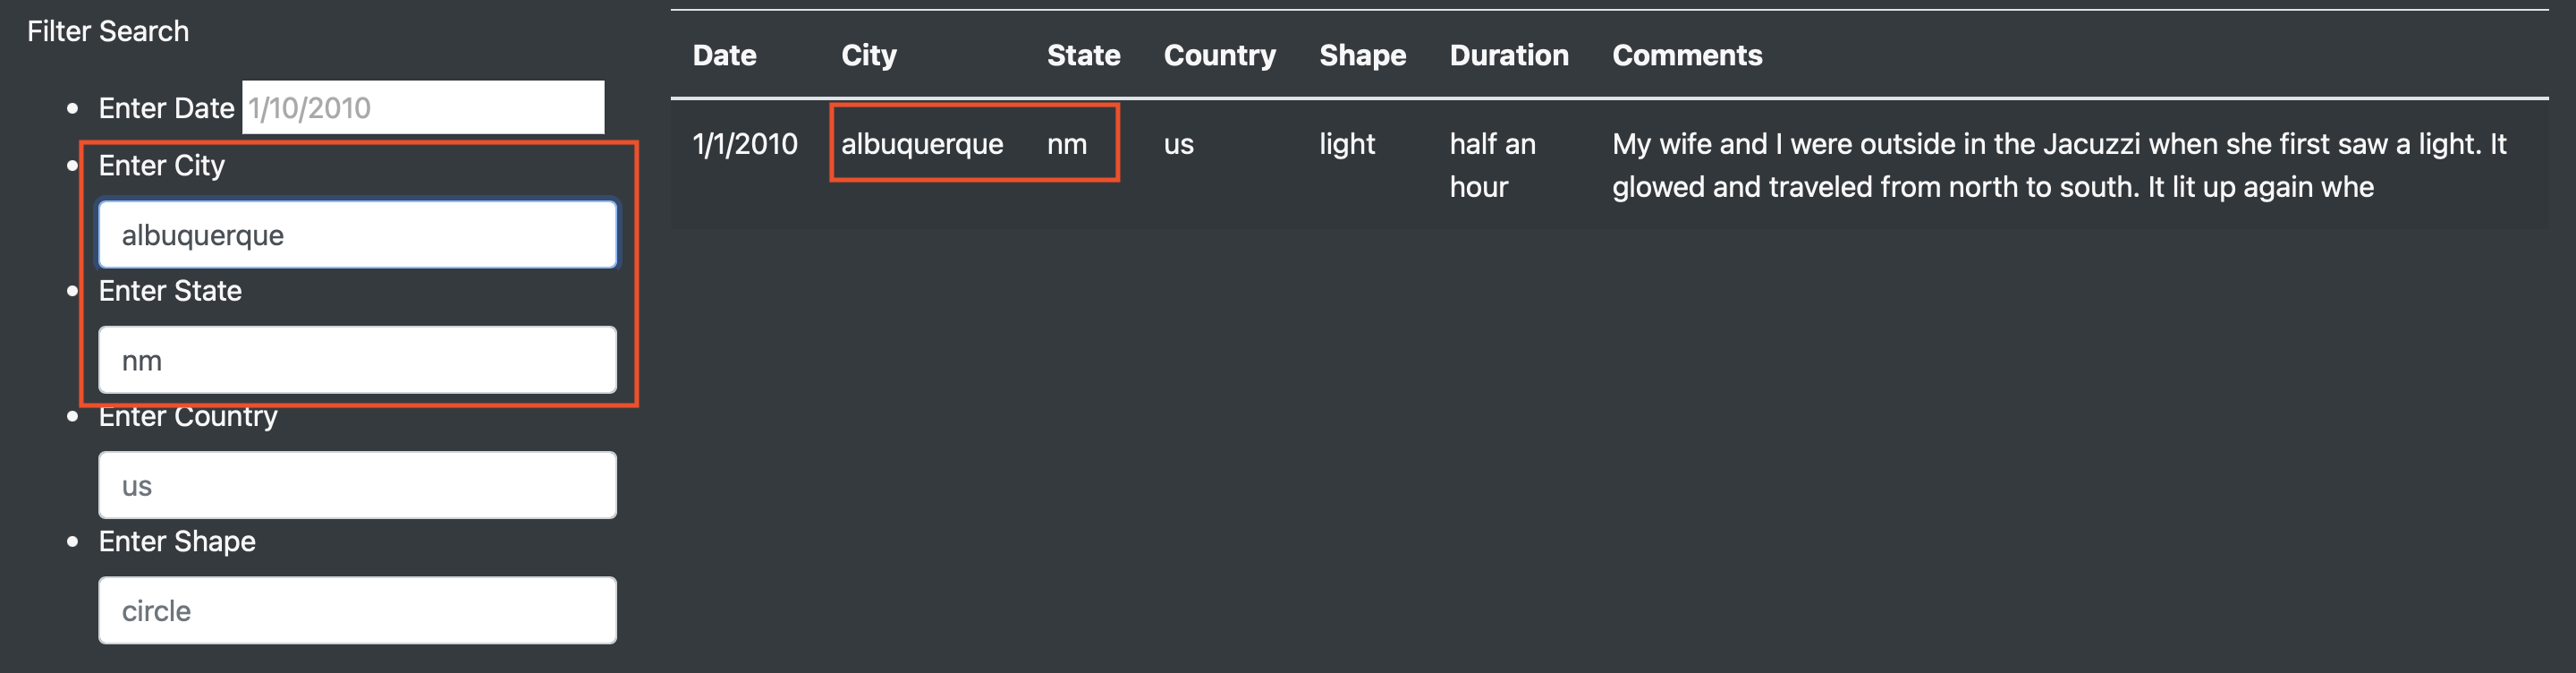 Filter Search
Enter Date 1/10/2010
Enter City
albuquerque
Enter State
nm
Enter Country
us
Enter Shape
circle
Date City State Country Shape Duration Comments
1/1/2010 albuquerque nm us light half an My wife and I were outside in the Jacuzzi when she first saw a light. It
hour glowed and traveled from north to south. It lit up again whe